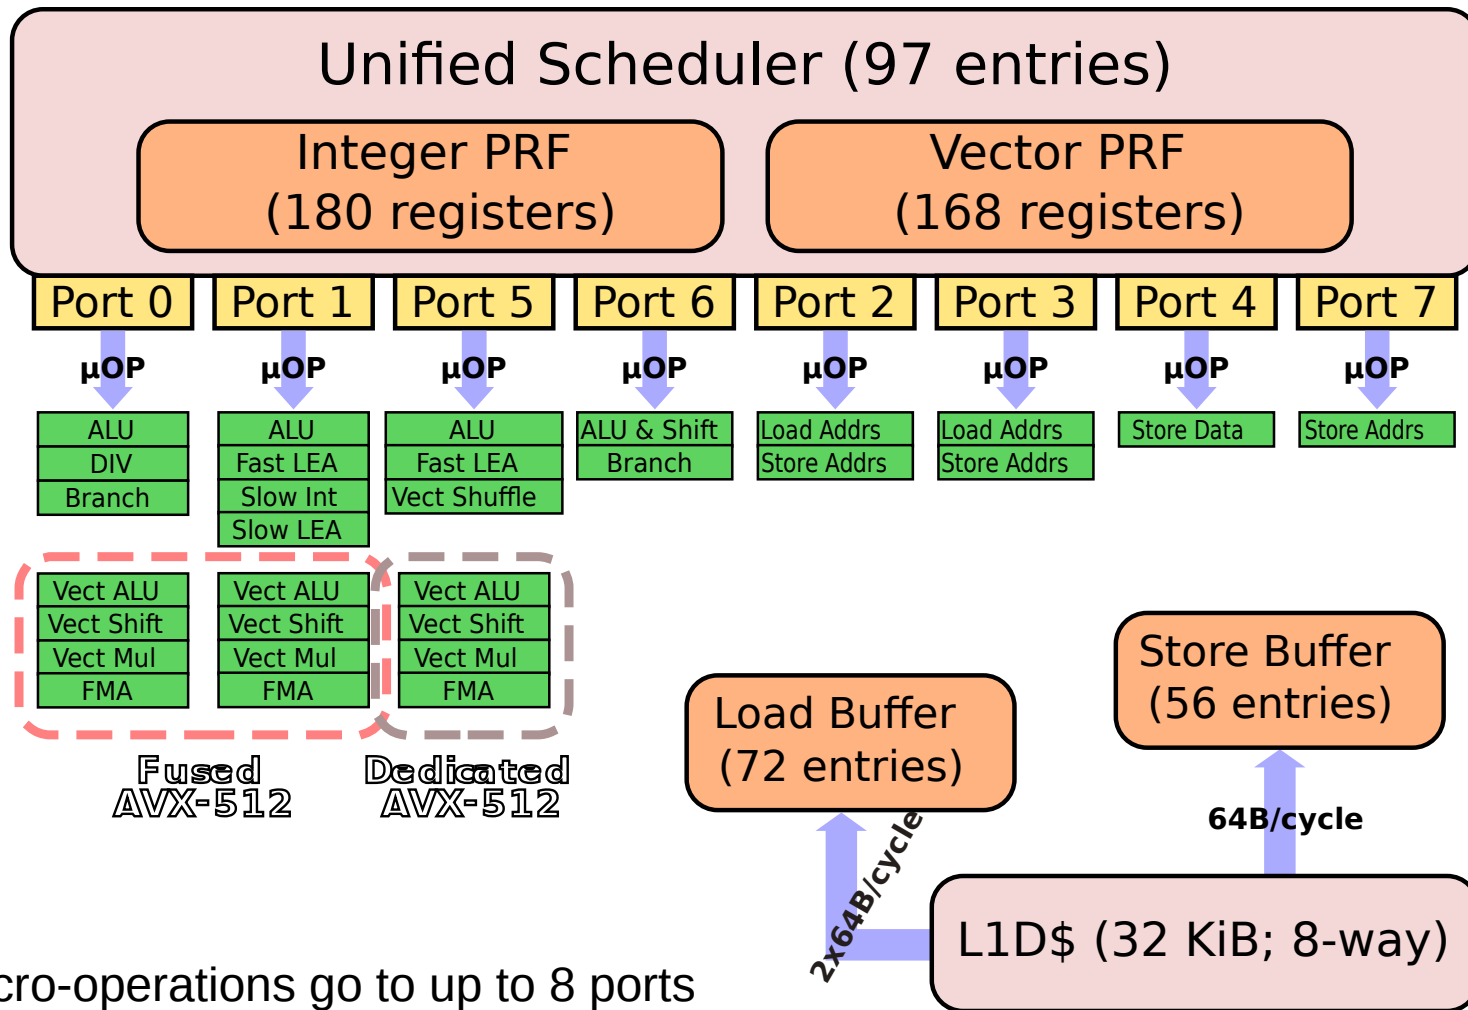 Unified Scheduler (97 entries)
Integer PRF
(180 registers)
Vector PRF
(168 registers)
Port 0
Port 1
Port 5
Port 6
Port 2
Port 3
Port 4
Port 7
µOP
µOP
µOP
µOP
µOP
µOP
µOP
µOP
ALU
DIV
Branch
ALU
Fast LEA
Slow Int
Slow LEA
ALU
Fast LEA
Vect Shuffle
ALU & Shift
Branch
Load Addrs
Store Addrs
Load Addrs
Store Addrs
Store Data
Store Addrs
Vect ALU
Vect Shift
Vect Mul
FMA
Vect ALU
Vect Shift
Vect Mul
FMA
Vect ALU
Vect Shift
Vect Mul
FMA
Fused
AVX-512
Dedicated
AVX-512
Load Buffer
(72 entries)
Store Buffer
(56 entries)
64B/cycle
2x64B/cycle
L1D$ (32 KiB; 8-way)
cro-operations go to up to 8 ports